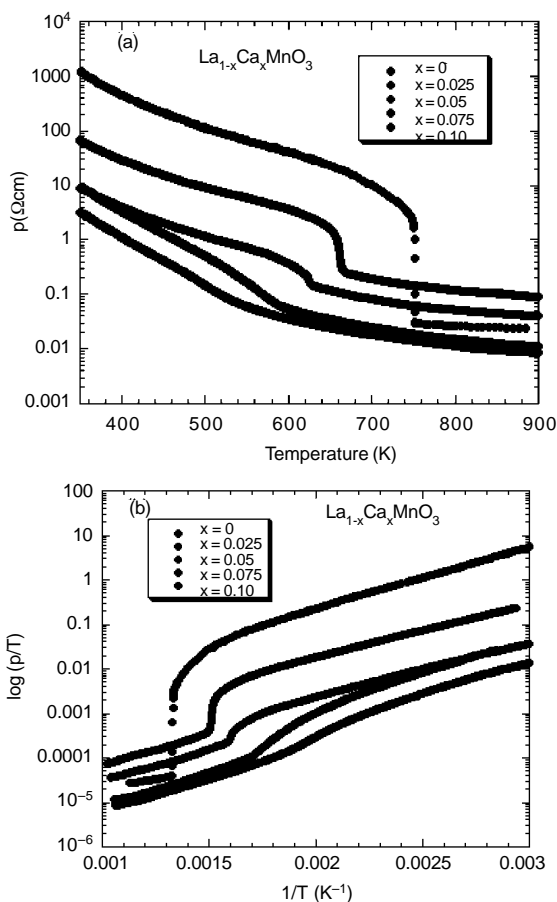 (a)
La1-xCaxMnO3
x = 0
x = 0.025
x = 0.05
x = 0.075
x = 0.10
10⁴
1000
100
10
1
0.1
0.01
0.001
ρ(Ωcm)
400 500 600 700 800 900
Temperature (K)
(b)
La1-xCaxMnO3
x = 0
x = 0.025
x = 0.05
x = 0.075
x = 0.10
100
10
1
0.1
0.01
0.001
0.0001
10⁻⁵
10⁻⁶
log (ρ/T)
0.001 0.0015 0.002 0.0025 0.003
1/T (K⁻¹)